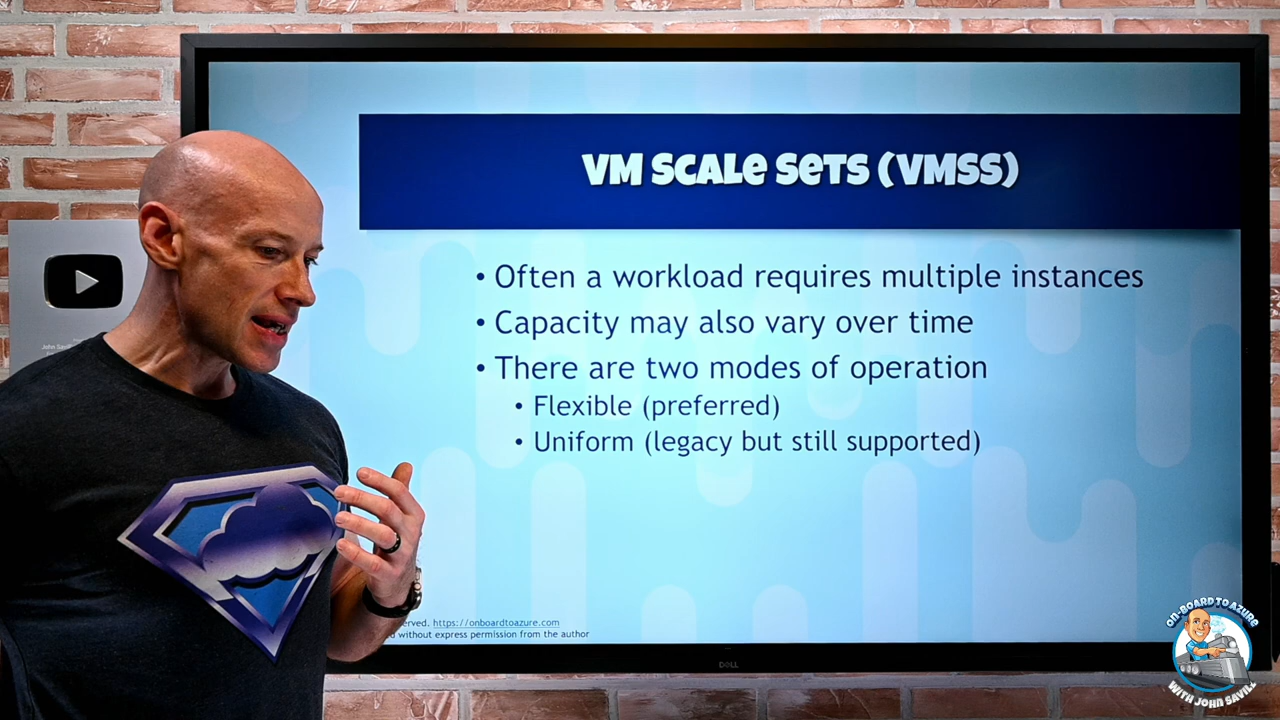 VM Scale Sets (VMSS)
• Often a workload requires multiple instances
• Capacity may also vary over time
• There are two modes of operation
• Flexible (preferred)
• Uniform (legacy but still supported)
erved. https://onboardtoazure.com
without express permission from the author
DELL
John
ON-BOARD TO AZURE
WITH JOHN SAVILL